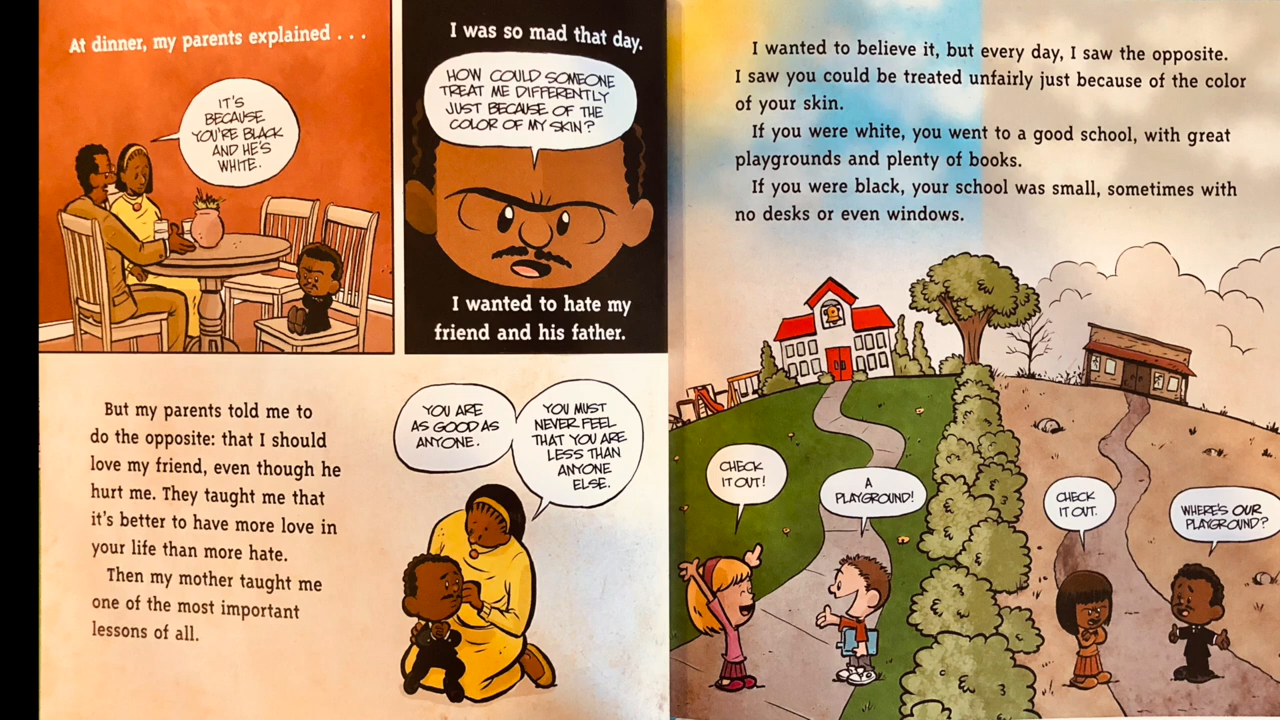 At dinner, my parents explained . . .
IT'S
BECAUSE
YOU'RE BLACK
AND HE'S
WHITE.
I was so mad that day.
HOW COULD SOMEONE
TREAT ME DIFFERENTLY
JUST BECAUSE OF THE
COLOR OF MY SKIN?
I wanted to hate my
friend and his father.
But my parents told me to
do the opposite: that I should
love my friend, even though he
hurt me. They taught me that
it's better to have more love in
your life than more hate.
Then my mother taught me
one of the most important
lessons of all.
YOU ARE
AS GOOD AS
ANYONE.
YOU MUST
NEVER FEEL
THAT YOU ARE
LESS THAN
ANYONE
ELSE.
I wanted to believe it, but every day, I saw the opposite.
I saw you could be treated unfairly just because of the color
of your skin.
If you were white, you went to a good school, with great
playgrounds and plenty of books.
If you were black, your school was small, sometimes with
no desks or even windows.
CHECK
IT OUT!
A
PLAYGROUND!
CHECK
IT OUT.
WHERE'S OUR
PLAYGROUND?